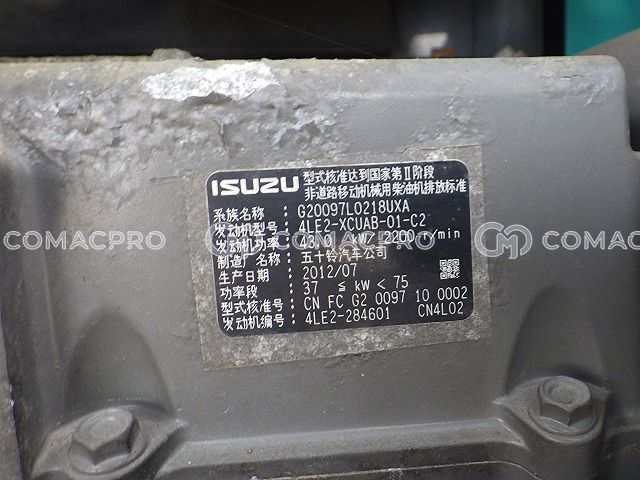 ISUZU 型式核准达到国家第Ⅱ阶段
非道路移动机械用柴油机排放标准
系族名称 : G20097L0218UXA
发动机型号 : 4LE2-XCUAB-01-C2
发动机功率 : kW/ 2200 r/min
制造厂名称 : 五十铃汽车公司
生产日期 : 2012/07
功率段 : 37 ≤ kW < 75
型式核准号 : CN FC G2 0097 10 0002
发动机编号 : 4LE2-284601 CN4L02
COMACPRO
COMACPRO
COMACPRO